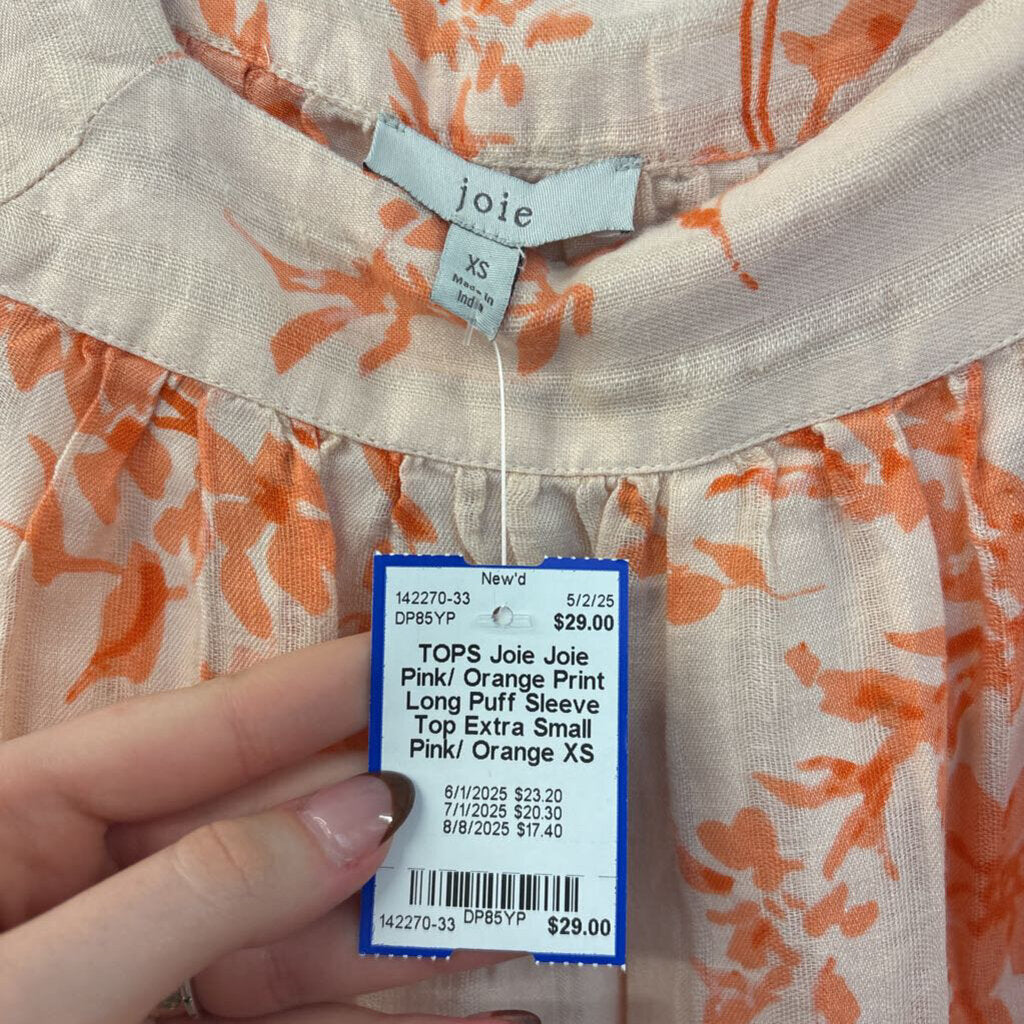 joie
XS
Made in
India
New'd
142270-33 5/2/25
DP85YP $29.00
TOPS Joie Joie
Pink/ Orange Print
Long Puff Sleeve
Top Extra Small
Pink/ Orange XS
6/1/2025 $23.20
7/1/2025 $20.30
8/8/2025 $17.40
142270-33 DP85YP $29.00